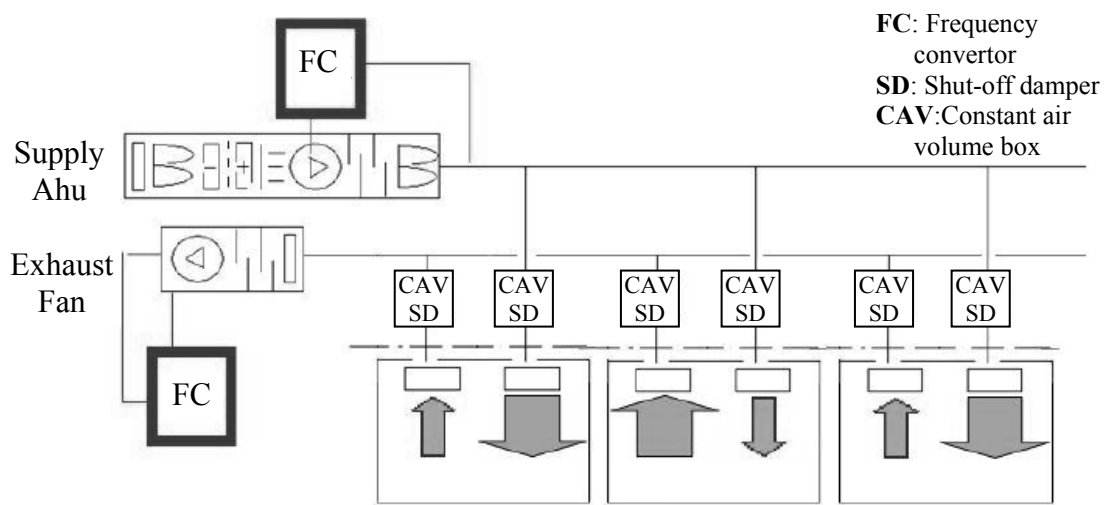 FC: Frequency
convertor
SD: Shut-off damper
CAV:Constant air
volume box
FC
Supply
Ahu
Exhaust
Fan
FC
CAV
SD
CAV
SD
CAV
SD
CAV
SD
CAV
SD
CAV
SD